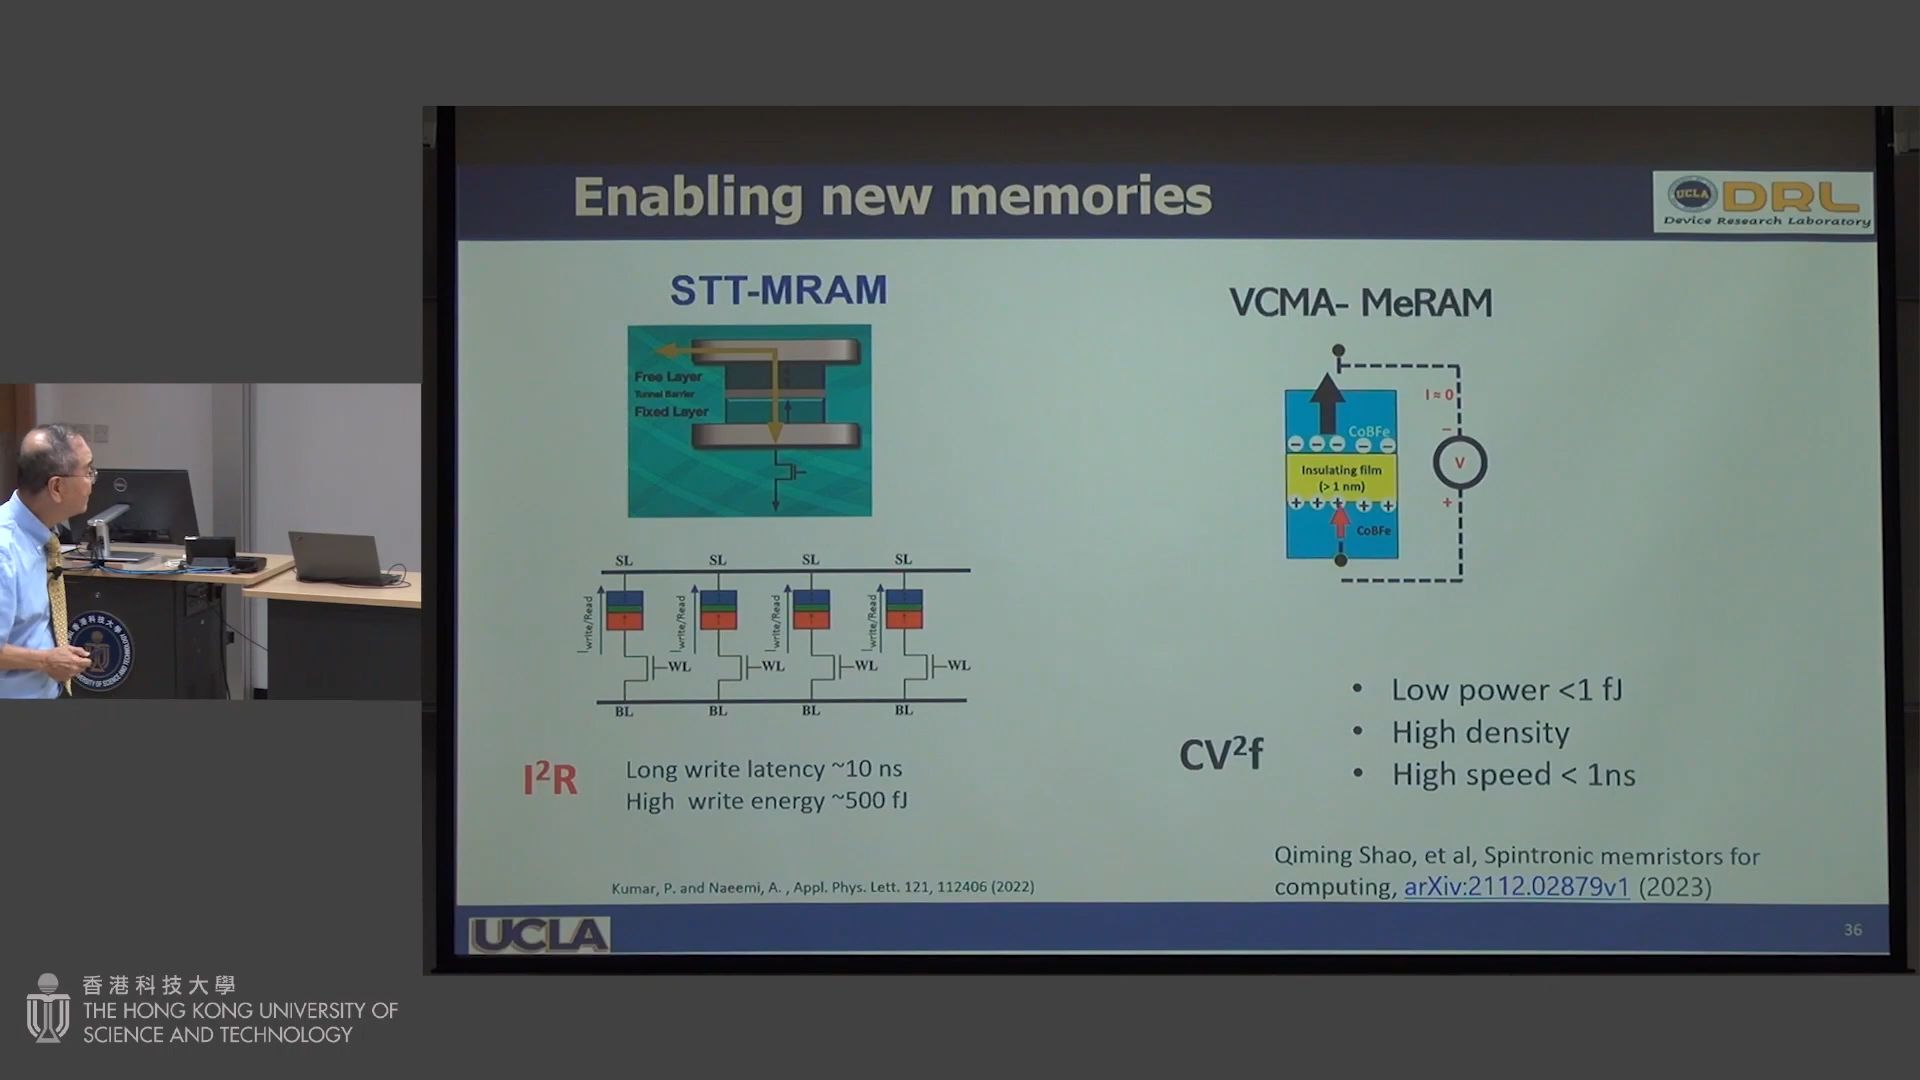 Enabling new memories
UCLA DRL
Device Research Laboratory
STT-MRAM
Free Layer
Tunnel Barrier
Fixed Layer
SL SL SL SL
I write/Read I write/Read I write/Read I write/Read
WL WL WL WL
BL BL BL BL
I²R
Long write latency ~10 ns
High write energy ~500 fJ
Kumar, P. and Naeemi, A. , Appl. Phys. Lett. 121, 112406 (2022)
VCMA- MeRAM
I ≈ 0
CoBFe
Insulating film
(> 1 nm)
CoBFe
−
V
+
CV²f
• Low power <1 fJ
• High density
• High speed < 1ns
Qiming Shao, et al, Spintronic memristors for
computing, arXiv:2112.02879v1 (2023)
UCLA
36
DELL
香港科技大學
THE HONG KONG UNIVERSITY OF
SCIENCE AND TECHNOLOGY